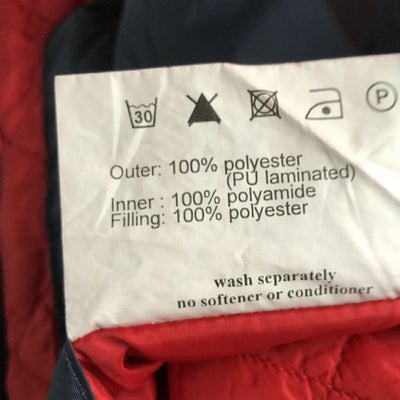 30 P
Outer: 100% polyester
(PU laminated)
Inner : 100% polyamide
Filling: 100% polyester
wash separately
no softener or conditioner